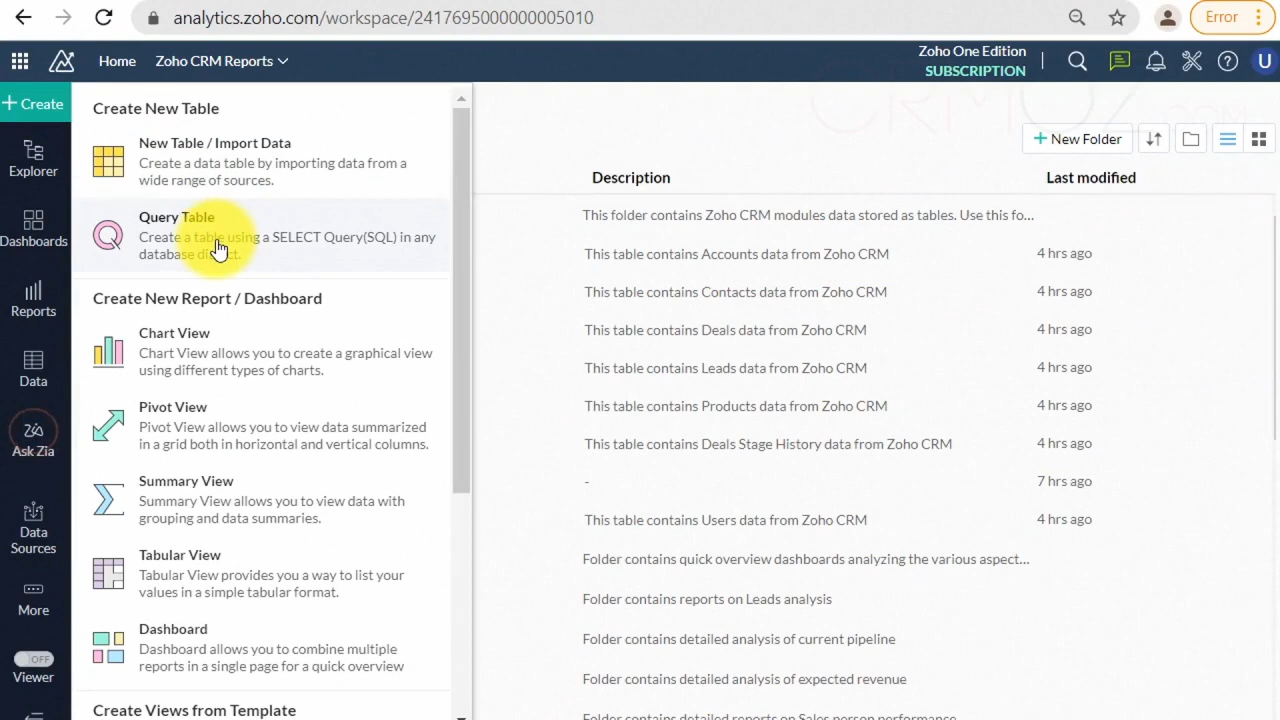 analytics.zoho.com/workspace/2417695000000005010
Error
Home
Zoho CRM Reports
Zoho One Edition
SUBSCRIPTION
U
+ Create
Explorer
Dashboards
Reports
Data
Ask Zia
Data
Sources
More
OFF
Viewer
Create New Table
New Table / Import Data
Create a data table by importing data from a
wide range of sources.
Query Table
Create a table using a SELECT Query(SQL) in any
database
Create New Report / Dashboard
Chart View
Chart View allows you to create a graphical view
using different types of charts.
Pivot View
Pivot View allows you to view data summarized
in a grid both in horizontal and vertical columns.
Summary View
Summary View allows you to view data with
grouping and data summaries.
Tabular View
Tabular View provides you a way to list your
values in a simple tabular format.
Dashboard
Dashboard allows you to combine multiple
reports in a single page for a quick overview
Create Views from Template
CRMOZ.COM
+ New Folder
Description
Last modified
This folder contains Zoho CRM modules data stored as tables. Use this fo...
This table contains Accounts data from Zoho CRM 4 hrs ago
This table contains Contacts data from Zoho CRM 4 hrs ago
This table contains Deals data from Zoho CRM 4 hrs ago
This table contains Leads data from Zoho CRM 4 hrs ago
This table contains Products data from Zoho CRM 4 hrs ago
This table contains Deals Stage History data from Zoho CRM 4 hrs ago
- 7 hrs ago
This table contains Users data from Zoho CRM 4 hrs ago
Folder contains quick overview dashboards analyzing the various aspect...
Folder contains reports on Leads analysis
Folder contains detailed analysis of current pipeline
Folder contains detailed analysis of expected revenue
Folder contains detailed reports on Sales person performance